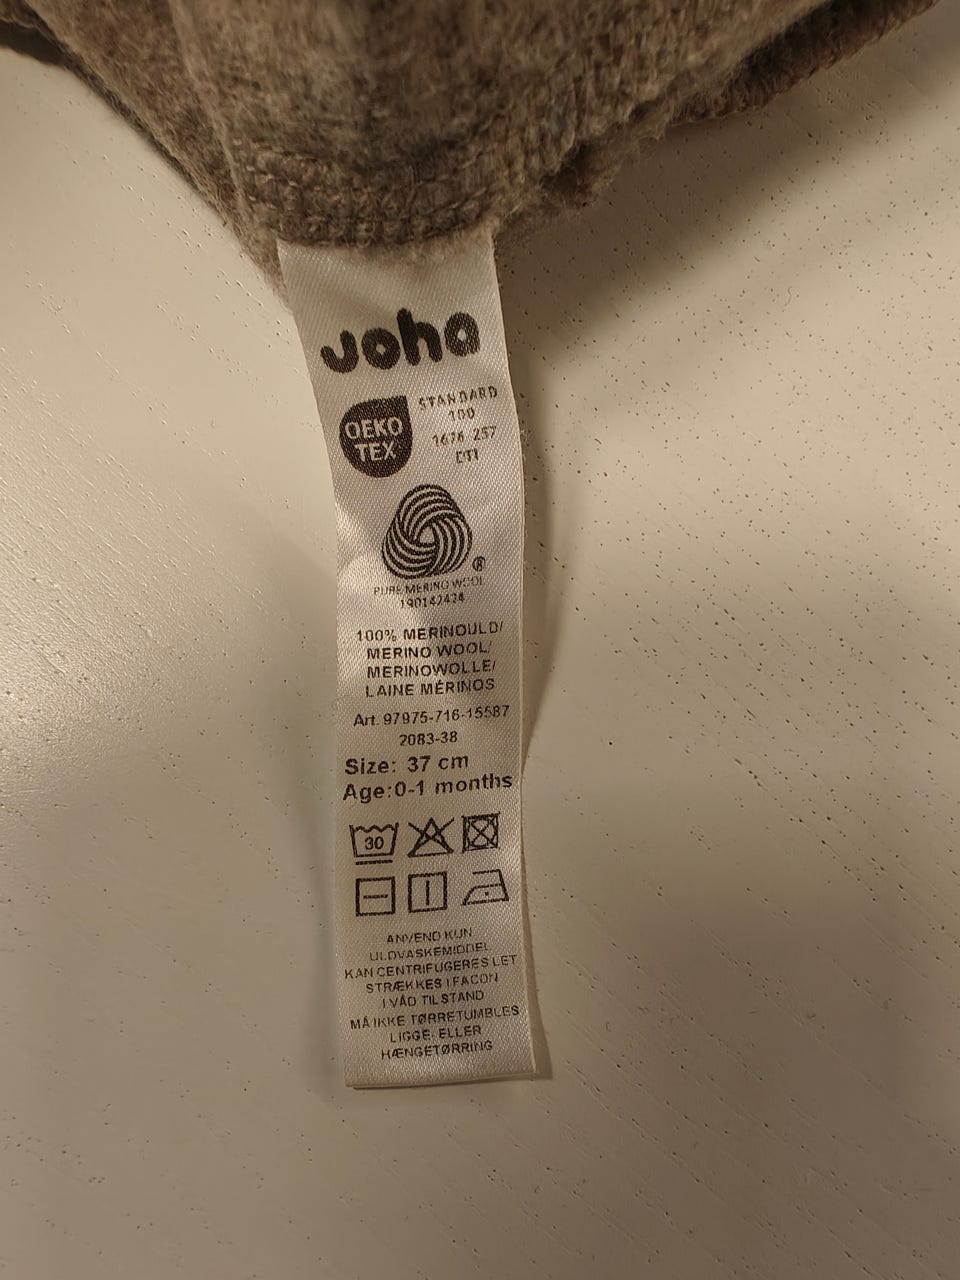 Joha
OEKO
TEX
STANDARD
100
1676-257
DTI
®
PURE MERINO WOOL
190142424
100% MERINOULD/
MERINO WOOL/
MERINOWOLLE/
LAINE MÉRINOS
Art. 97975-716-15587
2083-38
Size: 37 cm
Age:0-1 months
30
ANVEND KUN
ULDVASKEMIDDEL
KAN CENTRIFUGERES LET
STRÆKKES I FACON
I VÅD TILSTAND
MÅ IKKE TØRRETUMBLES
LIGGE- ELLER
HÆNGETØRRING